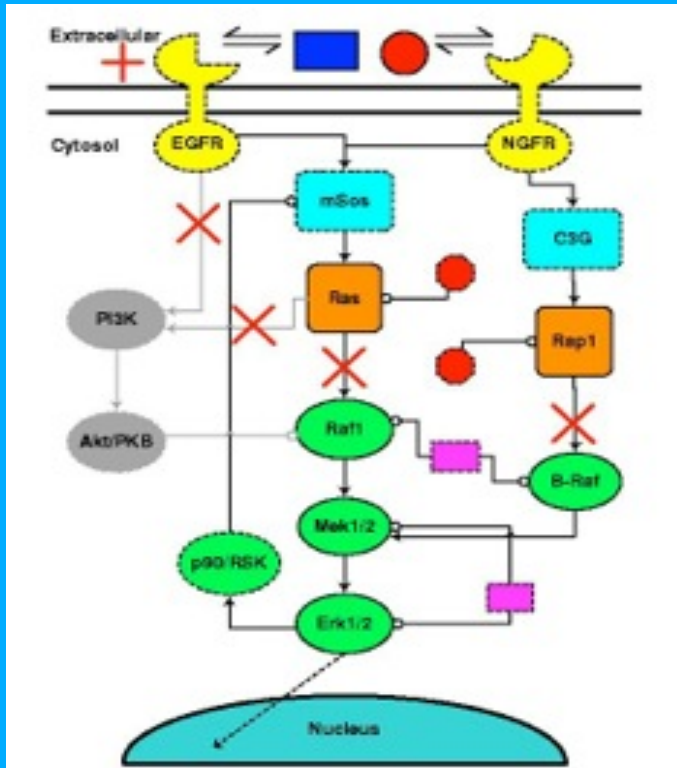 Extracellular
Cytosol
EGFR
NGFR
mSos
C3G
Ras
Rap1
PI3K
Raf1
Akt/PKB
B-Raf
Mek1/2
p90/RSK
Erk1/2
Nucleus